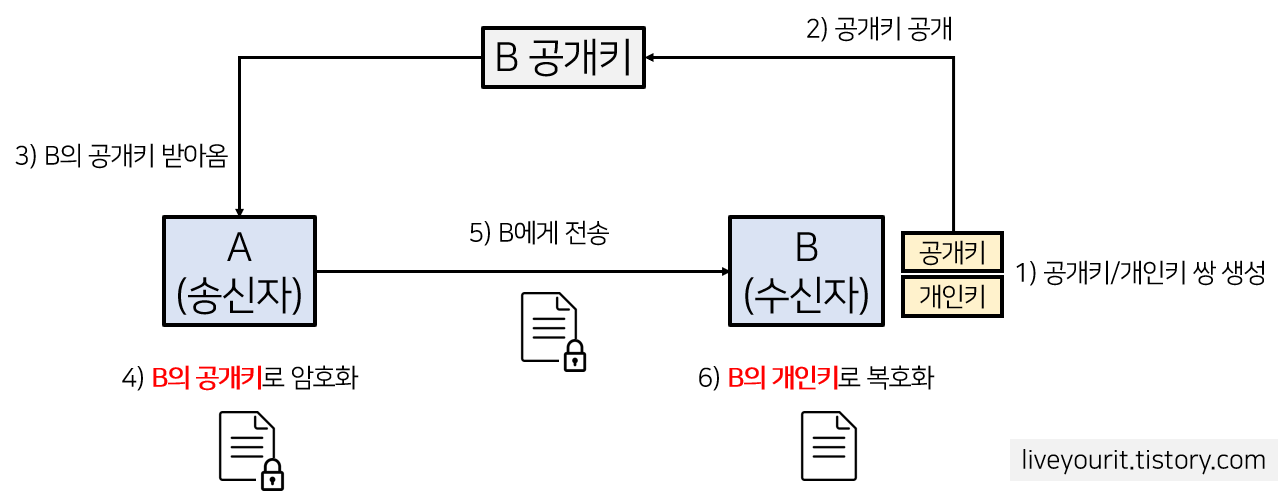 2) 공개키 공개
B 공개키
3) B의 공개키 받아옴
A
(송신자)
5) B에게 전송
B
(수신자)
공개키
개인키
1) 공개키/개인키 쌍 생성
4) B의 공개키로 암호화
6) B의 개인키로 복호화
liveyourit.tistory.com